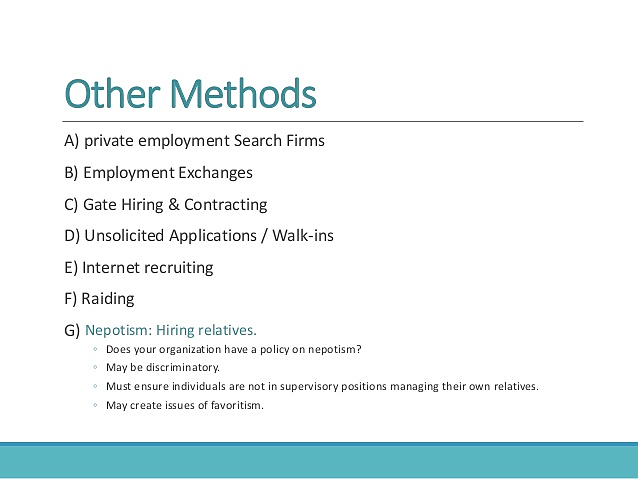 Other Methods
A) private employment Search Firms
B) Employment Exchanges
C) Gate Hiring & Contracting
D) Unsolicited Applications / Walk-ins
E) Internet recruiting
F) Raiding
G) Nepotism: Hiring relatives.
◦ Does your organization have a policy on nepotism?
◦ May be discriminatory.
◦ Must ensure individuals are not in supervisory positions managing their own relatives.
◦ May create issues of favoritism.